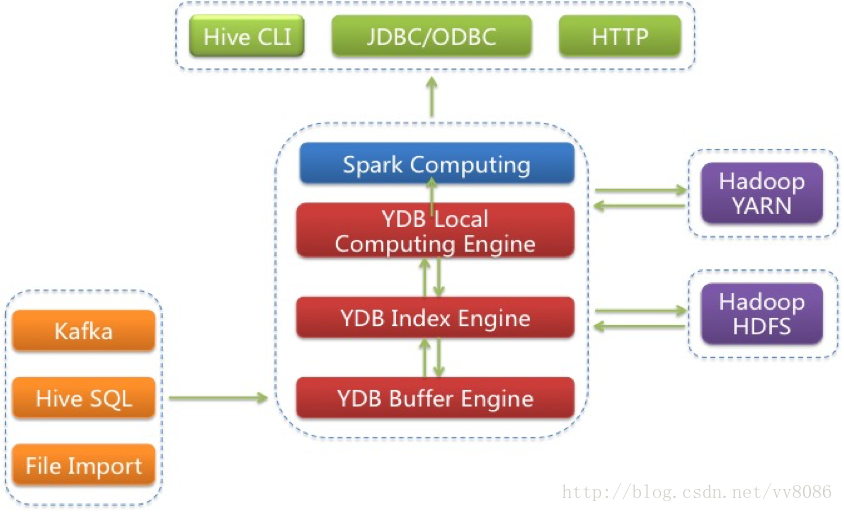 Hive CLI
JDBC/ODBC
HTTP
Spark Computing
YDB Local
Computing Engine
YDB Index Engine
YDB Buffer Engine
Hadoop
YARN
Hadoop
HDFS
Kafka
Hive SQL
File Import
http://blog.csdn.net/vv8086